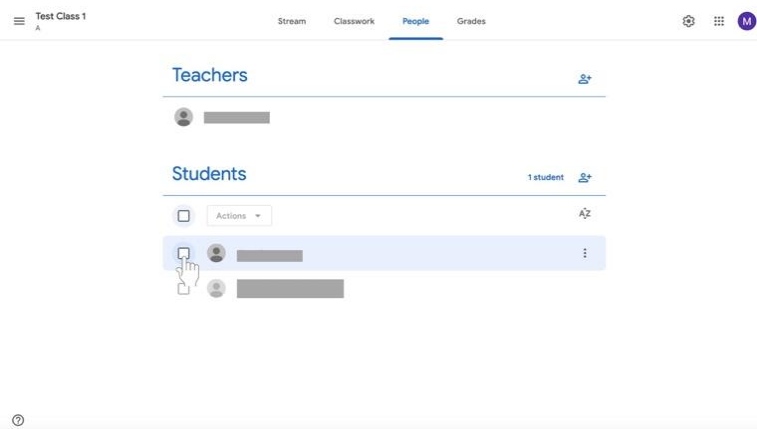 Test Class 1
A
Stream
Classwork
People
Grades
M
Teachers
Students
1 student
Actions
AZ